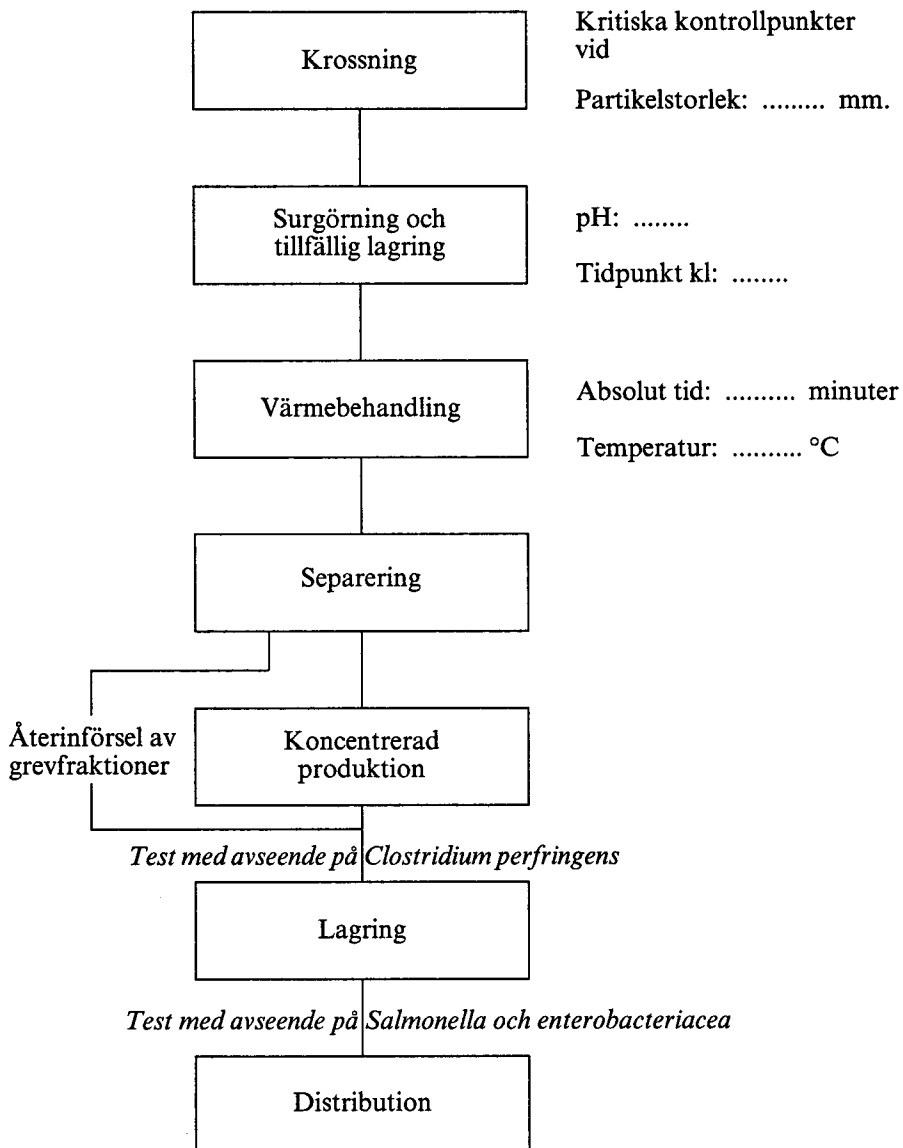 Krossning
Kritiska kontrollpunkter
vid
Partikelstorlek: ......... mm.
Surgörning och
tillfällig lagring
pH: ........
Tidpunkt kl: ........
Värmebehandling
Absolut tid: .......... minuter
Temperatur: .......... °C
Separering
Återinförsel av
grevfraktioner
Koncentrerad
produktion
Test med avseende på Clostridium perfringens
Lagring
Test med avseende på Salmonella och enterobacteriacea
Distribution